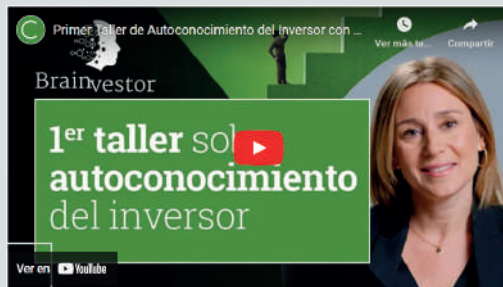 C Primer Taller de Autoconocimiento del Inversor con ...
Ver más ta... Compartir
Brainvestor
1er taller so
autoconocimiento
del inversor
Ver en YouTube